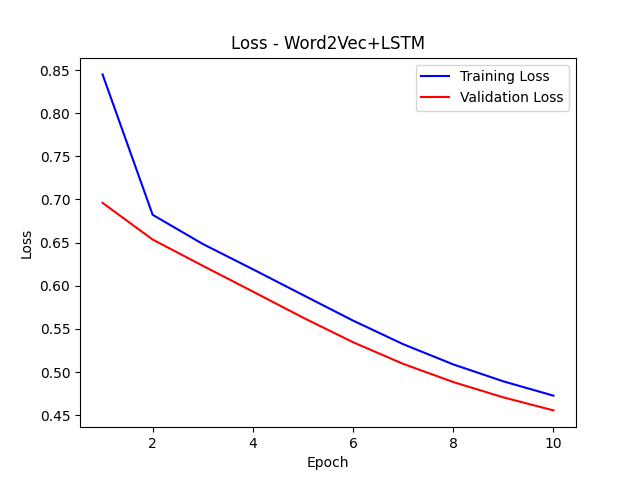 Loss - Word2Vec+LSTM
Training Loss
Validation Loss
0.85
0.80
0.75
0.70
0.65
0.60
0.55
0.50
0.45
Loss
2 4 6 8 10
Epoch